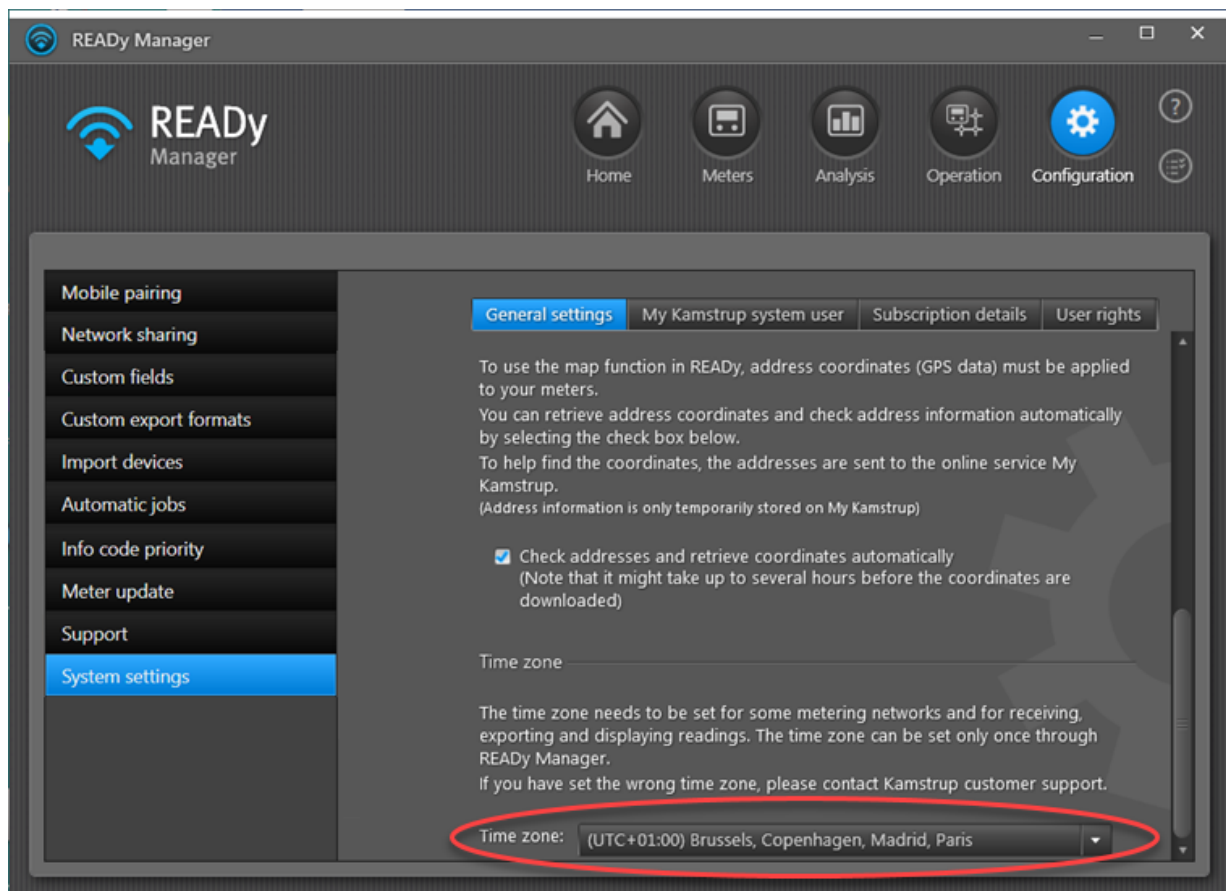 READy Manager
READy
Manager
?
Home
Meters
Analysis
Operation
Configuration
Mobile pairing
Network sharing
Custom fields
Custom export formats
Import devices
Automatic jobs
Info code priority
Meter update
Support
System settings
General settings
My Kamstrup system user
Subscription details
User rights
To use the map function in READy, address coordinates (GPS data) must be applied
to your meters.
You can retrieve address coordinates and check address information automatically
by selecting the check box below.
To help find the coordinates, the addresses are sent to the online service My
Kamstrup.
(Address information is only temporarily stored on My Kamstrup)
Check addresses and retrieve coordinates automatically
(Note that it might take up to several hours before the coordinates are
downloaded)
Time zone
The time zone needs to be set for some metering networks and for receiving,
exporting and displaying readings. The time zone can be set only once through
READy Manager.
If you have set the wrong time zone, please contact Kamstrup customer support.
Time zone: (UTC+01:00) Brussels, Copenhagen, Madrid, Paris